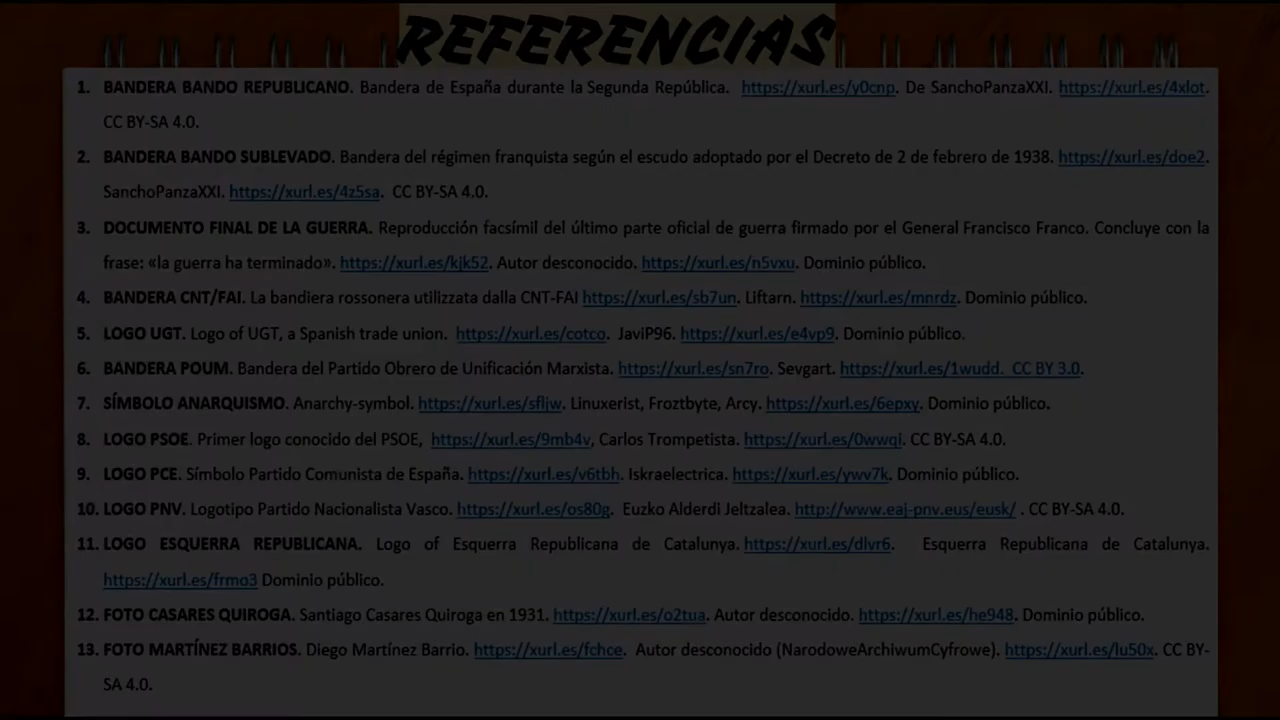 REFERENCIAS
1. BANDERA BANDO REPUBLICANO. Bandera de España durante la Segunda República. https://xurl.es/y0cnp. De SanchoPanzaXXI. https://xurl.es/4xlot.
CC BY-SA 4.0.
2. BANDERA BANDO SUBLEVADO. Bandera del régimen franquista según el escudo adoptado por el Decreto de 2 de febrero de 1938. https://xurl.es/doe2.
SanchoPanzaXXI. https://xurl.es/4z5sa. CC BY-SA 4.0.
3. DOCUMENTO FINAL DE LA GUERRA. Reproducción facsímil del último parte oficial de guerra firmado por el General Francisco Franco. Concluye con la
frase: «la guerra ha terminado». https://xurl.es/kjk52. Autor desconocido. https://xurl.es/n5vxu. Dominio público.
4. BANDERA CNT/FAI. La bandiera rossonera utilizzata dalla CNT-FAI https://xurl.es/sb7un. Liftarn. https://xurl.es/mnrdz. Dominio público.
5. LOGO UGT. Logo of UGT, a Spanish trade union. https://xurl.es/cotco. JaviP96. https://xurl.es/e4vp9. Dominio público.
6. BANDERA POUM. Bandera del Partido Obrero de Unificación Marxista. https://xurl.es/sn7ro. Sevgart. https://xurl.es/1wudd. CC BY 3.0.
7. SÍMBOLO ANARQUISMO. Anarchy-symbol. https://xurl.es/sfljw. Linuxerist, Froztbyte, Arcy. https://xurl.es/6epxy. Dominio público.
8. LOGO PSOE. Primer logo conocido del PSOE, https://xurl.es/9mb4v, Carlos Trompetista. https://xurl.es/0wwqi. CC BY-SA 4.0.
9. LOGO PCE. Símbolo Partido Comunista de España. https://xurl.es/v6tbh. Iskraelectrica. https://xurl.es/ywv7k. Dominio público.
10. LOGO PNV. Logotipo Partido Nacionalista Vasco. https://xurl.es/os80g. Euzko Alderdi Jeltzalea. http://www.eaj-pnv.eus/eusk/ . CC BY-SA 4.0.
11. LOGO ESQUERRA REPUBLICANA. Logo of Esquerra Republicana de Catalunya. https://xurl.es/dlvr6. Esquerra Republicana de Catalunya.
https://xurl.es/frmo3 Dominio público.
12. FOTO CASARES QUIROGA. Santiago Casares Quiroga en 1931. https://xurl.es/o2tua. Autor desconocido. https://xurl.es/he948. Dominio público.
13. FOTO MARTÍNEZ BARRIOS. Diego Martínez Barrio. https://xurl.es/fchce. Autor desconocido (NarodoweArchiwumCyfrowe). https://xurl.es/lu50x. CC BY-
SA 4.0.